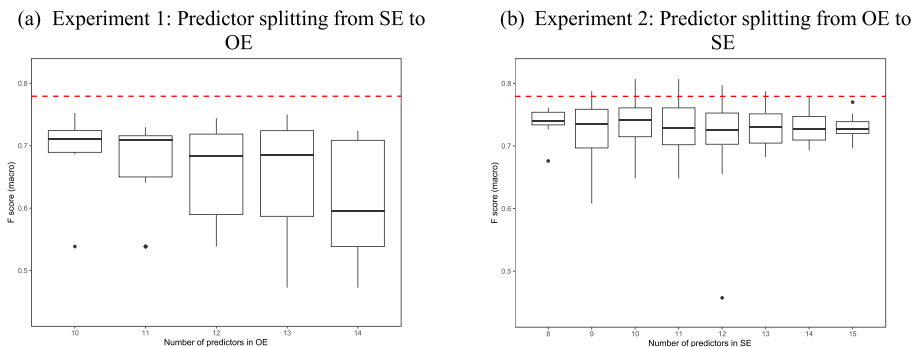 (a) Experiment 1: Predictor splitting from SE to
OE
0.8
0.7
0.6
0.5
F score (macro)
10 11 12 13 14
Number of predictors in OE
(b) Experiment 2: Predictor splitting from OE to
SE
0.8
0.7
0.6
0.5
F score (macro)
8 9 10 11 12 13 14 15
Number of predictors in SE